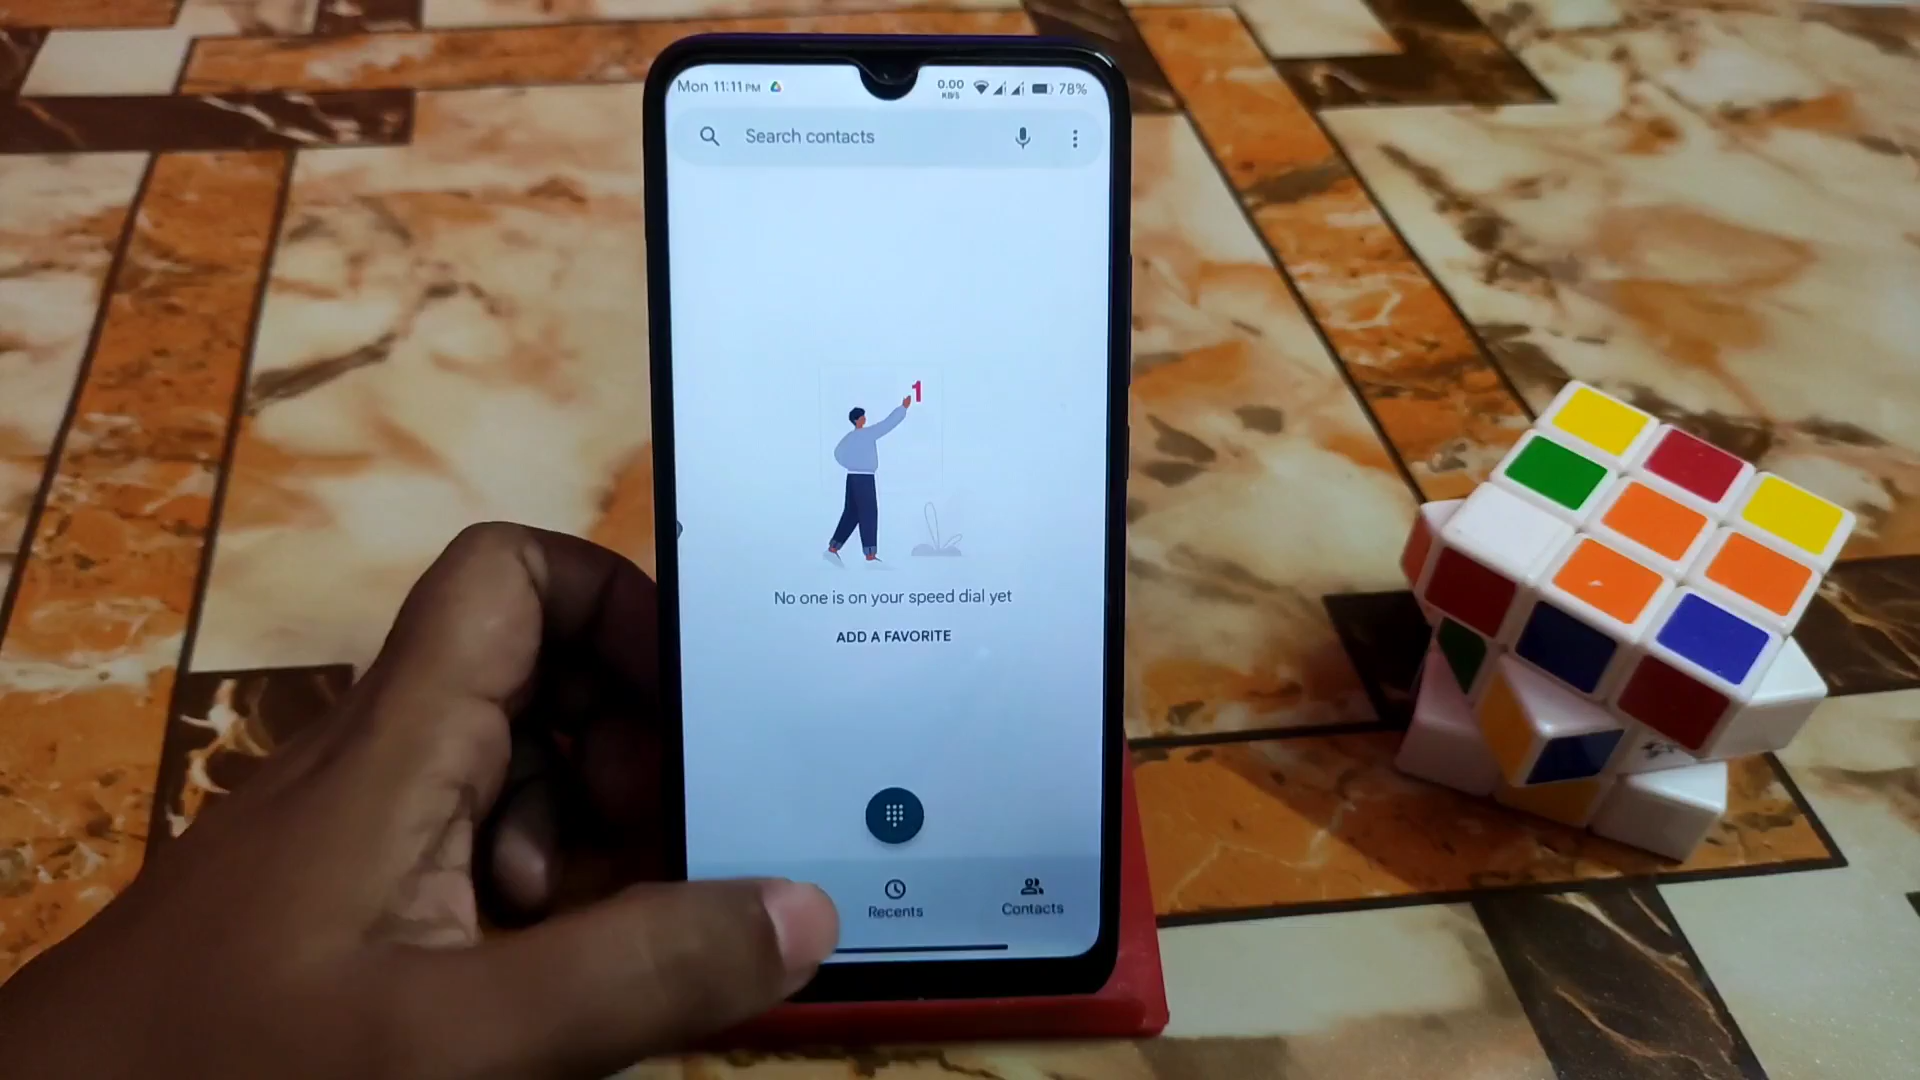 Mon 11:11 PM
0.00 KB/S
78%
Search contacts
1
No one is on your speed dial yet
ADD A FAVORITE
Recents
Contacts